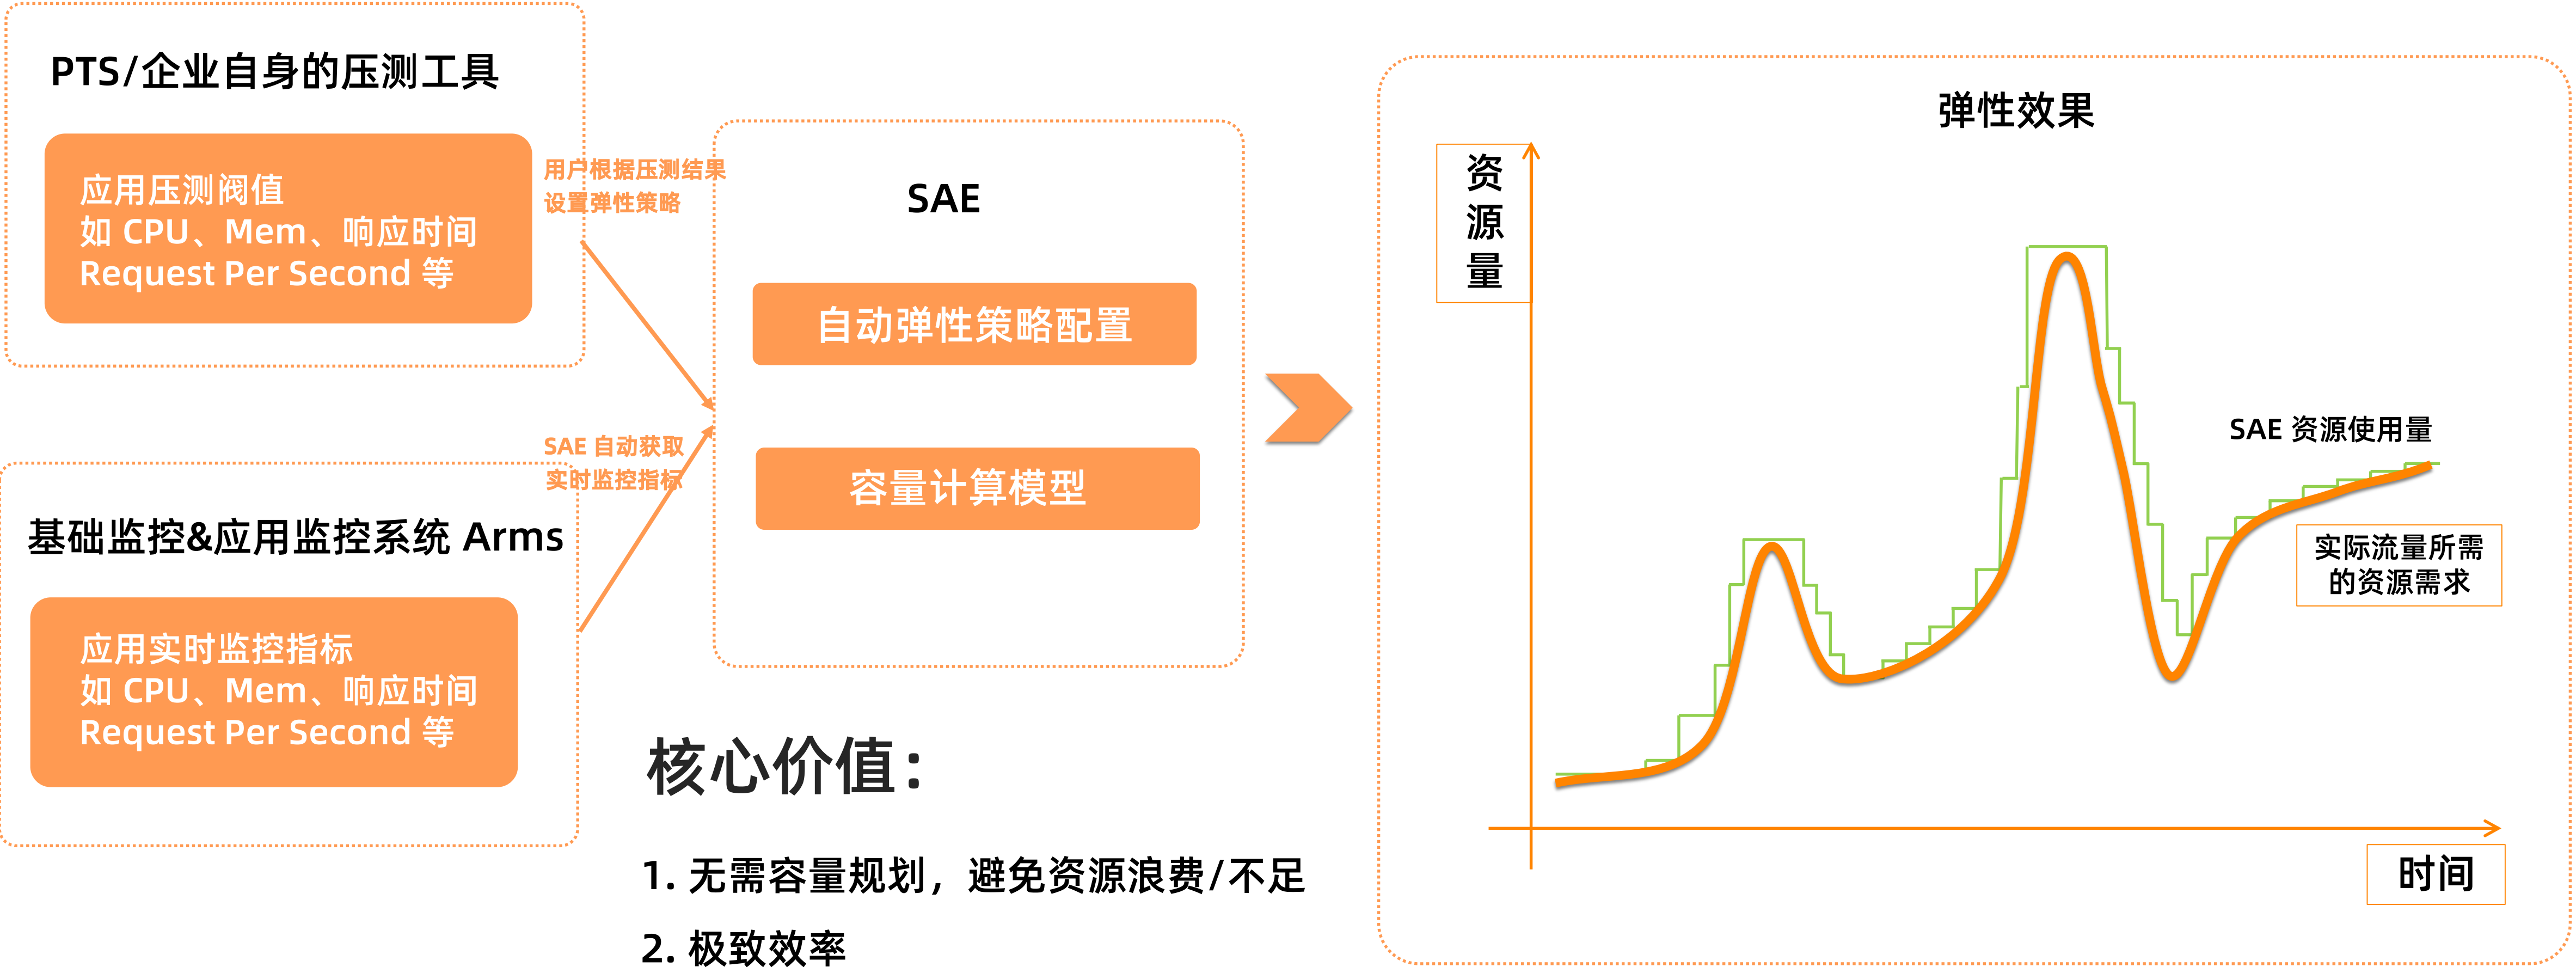 PTS/企业自身的压测工具
应用压测阀值
如 CPU、Mem、响应时间
Request Per Second 等
用户根据压测结果
设置弹性策略
SAE 自动获取
实时监控指标
基础监控&应用监控系统 Arms
应用实时监控指标
如 CPU、Mem、响应时间
Request Per Second 等
SAE
自动弹性策略配置
容量计算模型
核心价值：
1. 无需容量规划，避免资源浪费/不足
2. 极致效率
弹性效果
资
源
量
SAE 资源使用量
实际流量所需
的资源需求
时间